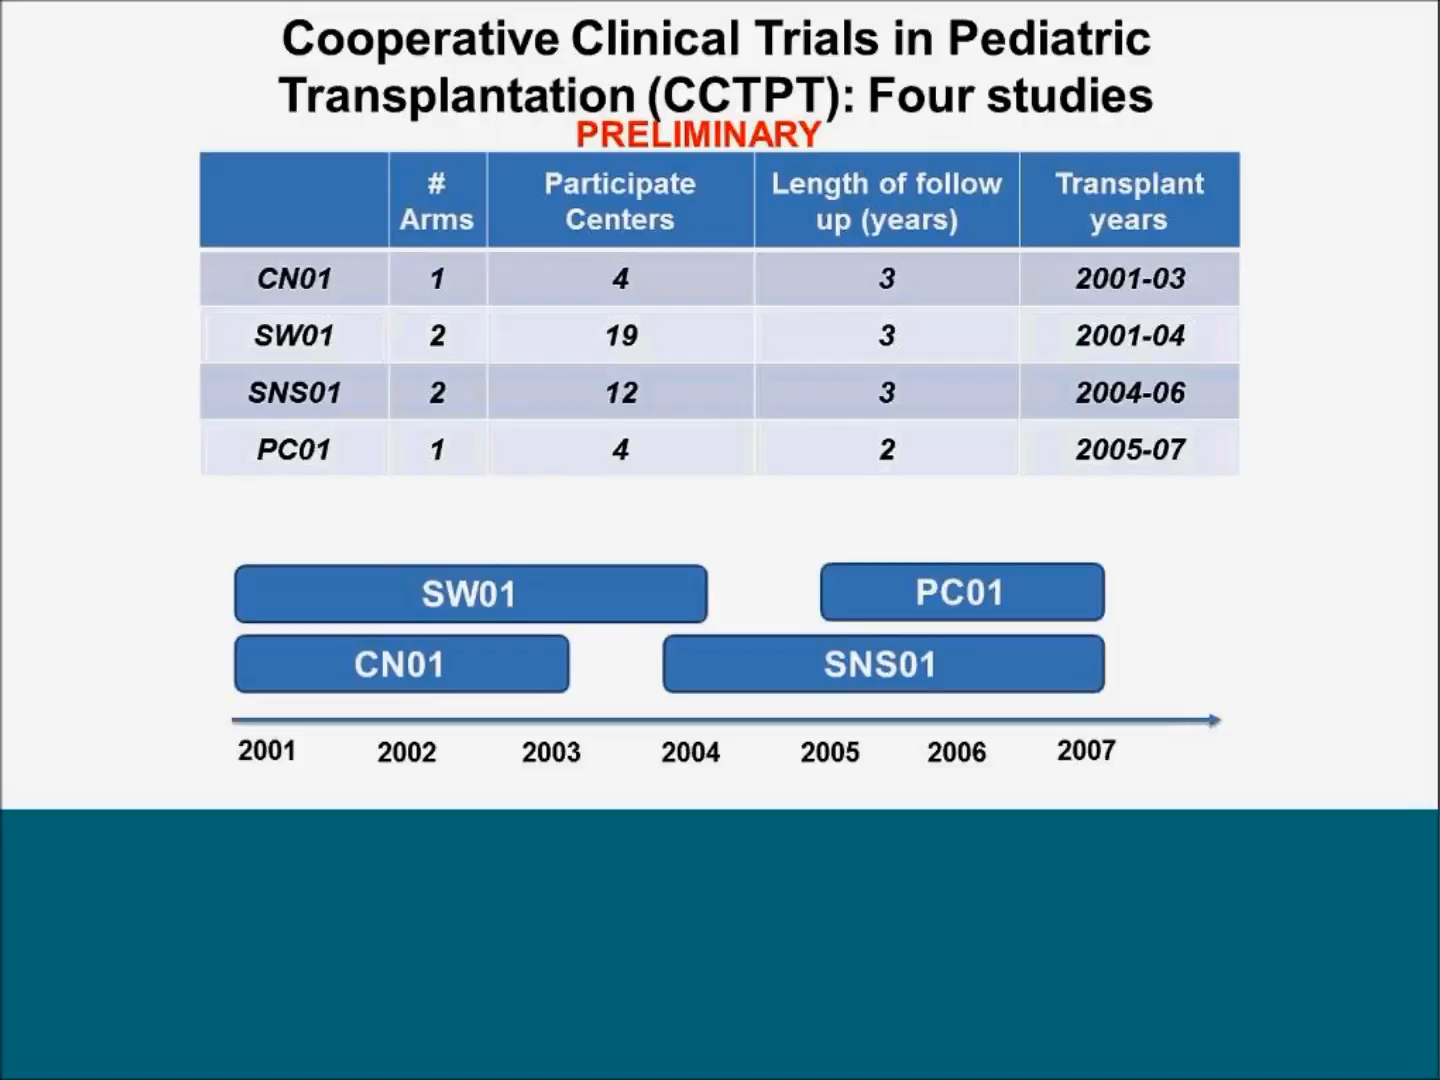 Cooperative Clinical Trials in Pediatric
Transplantation (CCTPT): Four studies
PRELIMINARY
# Arms Participate Centers Length of follow up (years) Transplant years
CN01 1 4 3 2001-03
SW01 2 19 3 2001-04
SNS01 2 12 3 2004-06
PC01 1 4 2 2005-07
SW01 PC01
CN01 SNS01
2001 2002 2003 2004 2005 2006 2007